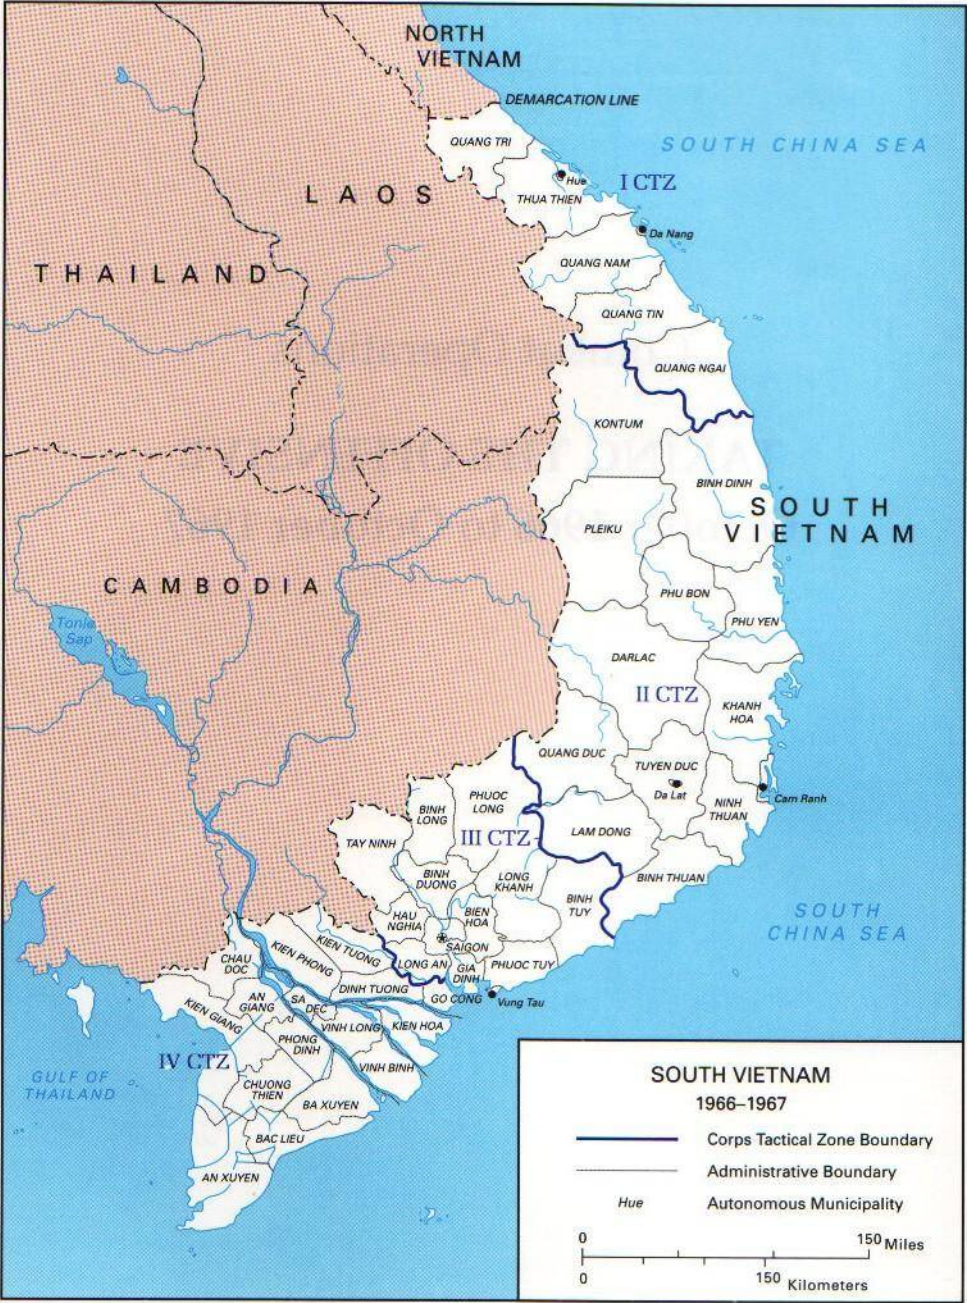 NORTH
VIETNAM
DEMARCATION LINE
SOUTH CHINA SEA
QUANG TRI
LAOS
Hue
I CTZ
THUA THIEN
Da Nang
THAILAND
QUANG NAM
QUANG TIN
QUANG NGAI
KONTUM
BINH DINH
SOUTH
VIETNAM
PLEIKU
CAMBODIA
PHU BON
Tonle
Sap
PHU YEN
DARLAC
II CTZ
KHANH
HOA
QUANG DUC
TUYEN DUC
Da Lat
Cam Ranh
NINH
THUAN
PHUOC
LONG
BINH
LONG
III CTZ
LAM DONG
TAY NINH
BINH
DUONG
LONG
KHANH
BINH THUAN
BINH
TUY
HAU
NGHIA
BIEN
HOA
SOUTH
CHINA SEA
SAIGON
KIEN TUONG
KIEN PHONG
CHAU
DOC
LONG AN
GIA
DINH
PHUOC TUY
DINH TUONG
GO CONG
Vung Tau
AN
GIANG
SA
DEC
KIEN GIANG
VINH LONG
KIEN HOA
PHONG
DINH
IV CTZ
VINH BINH
GULF OF
THAILAND
CHUONG
THIEN
BA XUYEN
BAC LIEU
AN XUYEN
SOUTH VIETNAM
1966–1967
Corps Tactical Zone Boundary
Administrative Boundary
Hue Autonomous Municipality
0 150 Miles
0 150 Kilometers